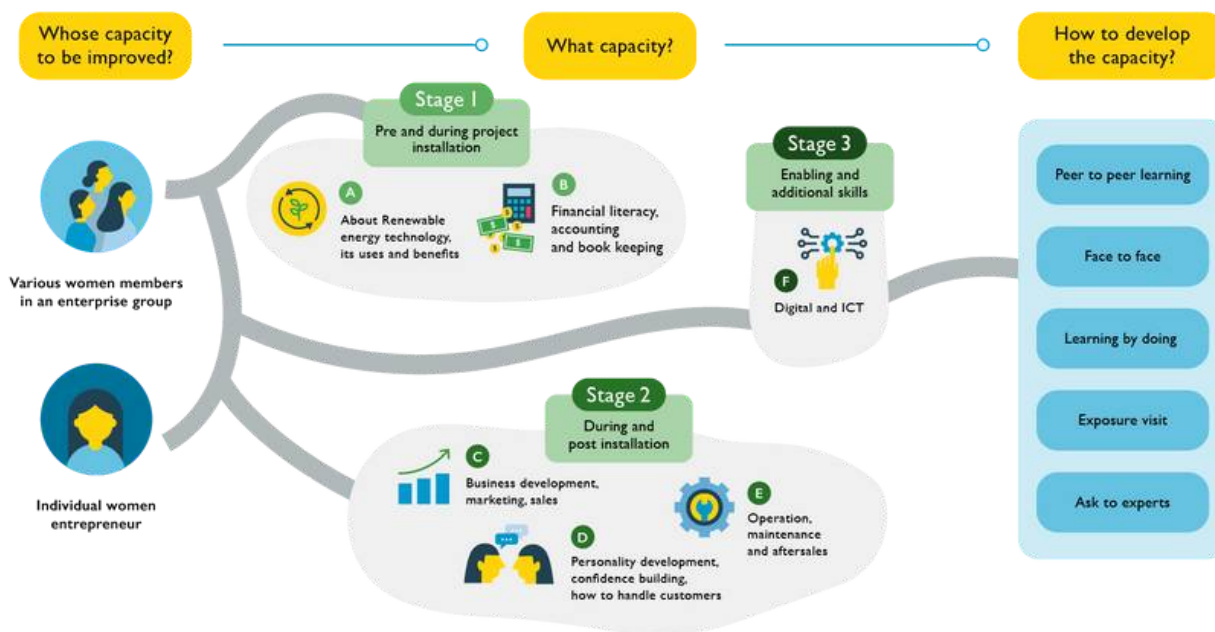 Whose capacity
to be improved?
What capacity?
How to develop
the capacity?
Various women members
in an enterprise group
Individual women
entrepreneur
Stage 1
Pre and during project
installation
A
About Renewable
energy technology,
its uses and benefits
B
Financial literacy,
accounting
and book keeping
Stage 3
Enabling and
additional skills
F
Digital and ICT
Stage 2
During and
post installation
C
Business development,
marketing, sales
D
Personality development,
confidence building,
how to handle customers
E
Operation,
maintenance
and aftersales
Peer to peer learning
Face to face
Learning by doing
Exposure visit
Ask to experts